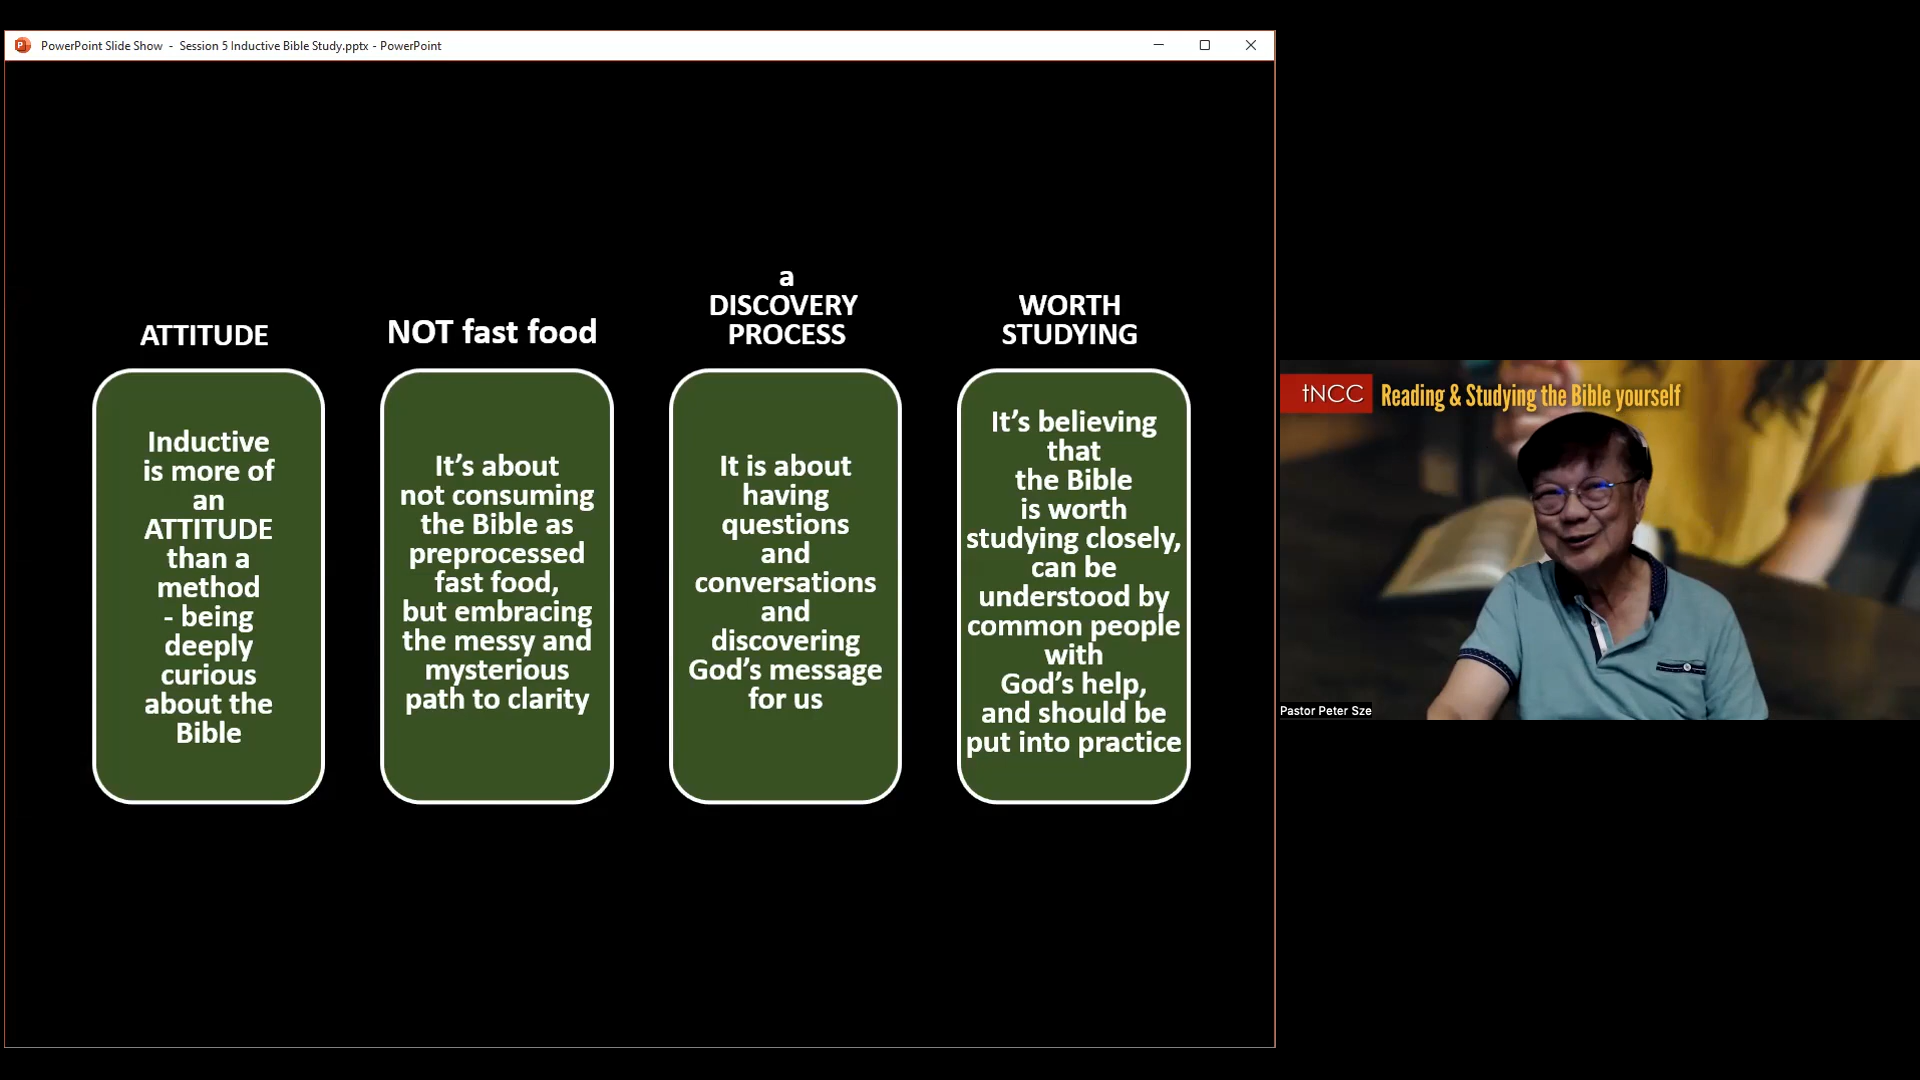 PowerPoint Slide Show - Session 5 Inductive Bible Study.pptx - PowerPoint
ATTITUDE
Inductive
is more of
an
ATTITUDE
than a
method
- being
deeply
curious
about the
Bible
NOT fast food
It's about
not consuming
the Bible as
preprocessed
fast food,
but embracing
the messy and
mysterious
path to clarity
a
DISCOVERY
PROCESS
It is about
having
questions
and
conversations
and
discovering
God's message
for us
WORTH
STUDYING
It's believing
that
the Bible
is worth
studying closely,
can be
understood by
common people
with
God's help,
and should be
put into practice
tNCC Reading & Studying the Bible yourself
Pastor Peter Sze